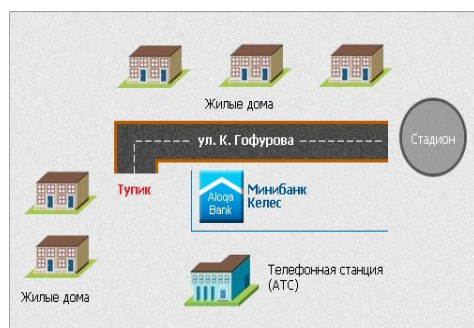 Жилые дома
ул. К. Гофурова
Стадион
Тупик
Aloqa
Bank
Минибанк
Келес
Телефонная станция
(АТС)
Жилые дома